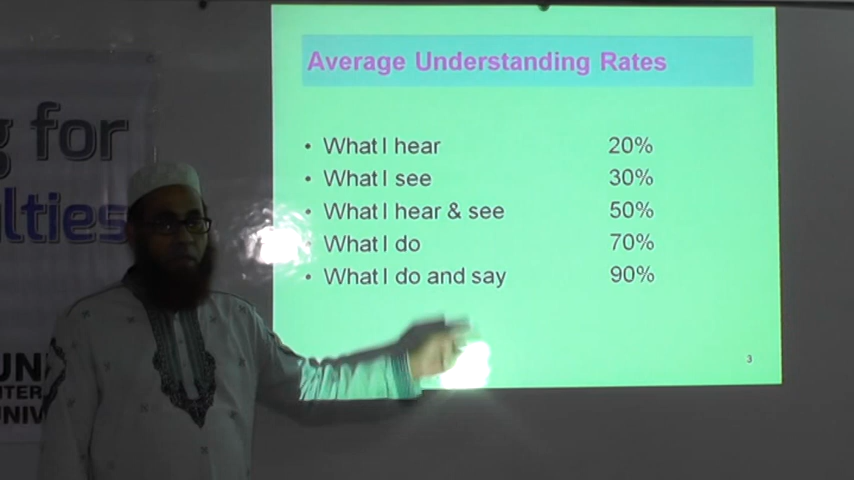 Average Understanding Rates
• What I hear 20%
• What I see 30%
• What I hear & see 50%
• What I do 70%
• What I do and say 90%
3
for
lties
UN
UNIV